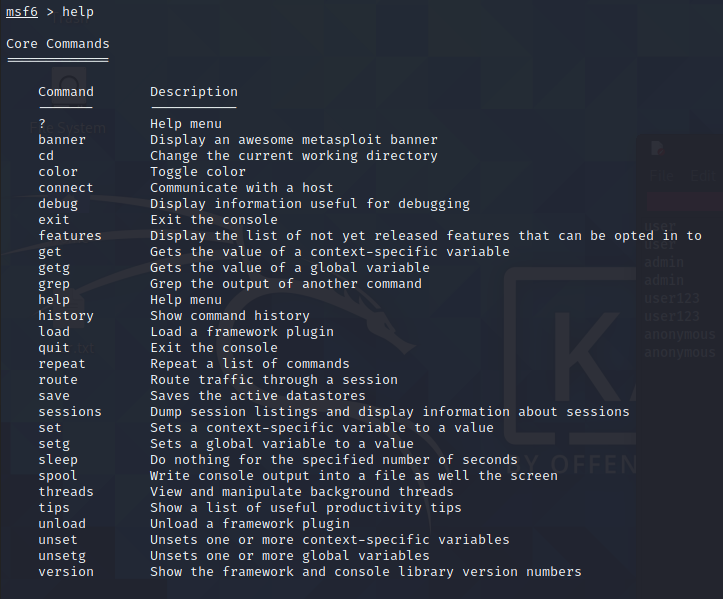 msf6 > help
Core Commands
Command Description
? Help menu
banner Display an awesome metasploit banner
cd Change the current working directory
color Toggle color
connect Communicate with a host
debug Display information useful for debugging
exit Exit the console
features Display the list of not yet released features that can be opted in to
get Gets the value of a context-specific variable
getg Gets the value of a global variable
grep Grep the output of another command
help Help menu
history Show command history
load Load a framework plugin
quit Exit the console
repeat Repeat a list of commands
route Route traffic through a session
save Saves the active datastores
sessions Dump session listings and display information about sessions
set Sets a context-specific variable to a value
setg Sets a global variable to a value
sleep Do nothing for the specified number of seconds
spool Write console output into a file as well the screen
threads View and manipulate background threads
tips Show a list of useful productivity tips
unload Unload a framework plugin
unset Unsets one or more context-specific variables
unsetg Unsets one or more global variables
version Show the framework and console library version numbers
File System
File Edit
user
user
admin
admin
user123
user123
anonymous
anonymous
BY OFFEN